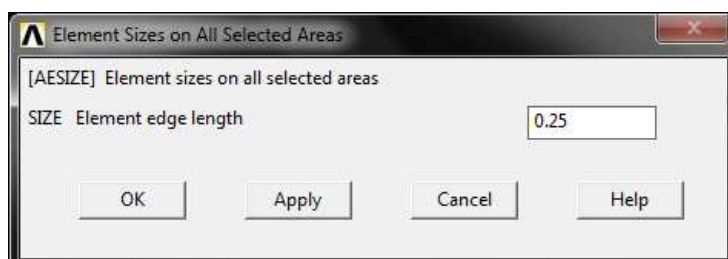 Element Sizes on All Selected Areas
[AESIZE] Element sizes on all selected areas
SIZE Element edge length 0.25
OK Apply Cancel Help